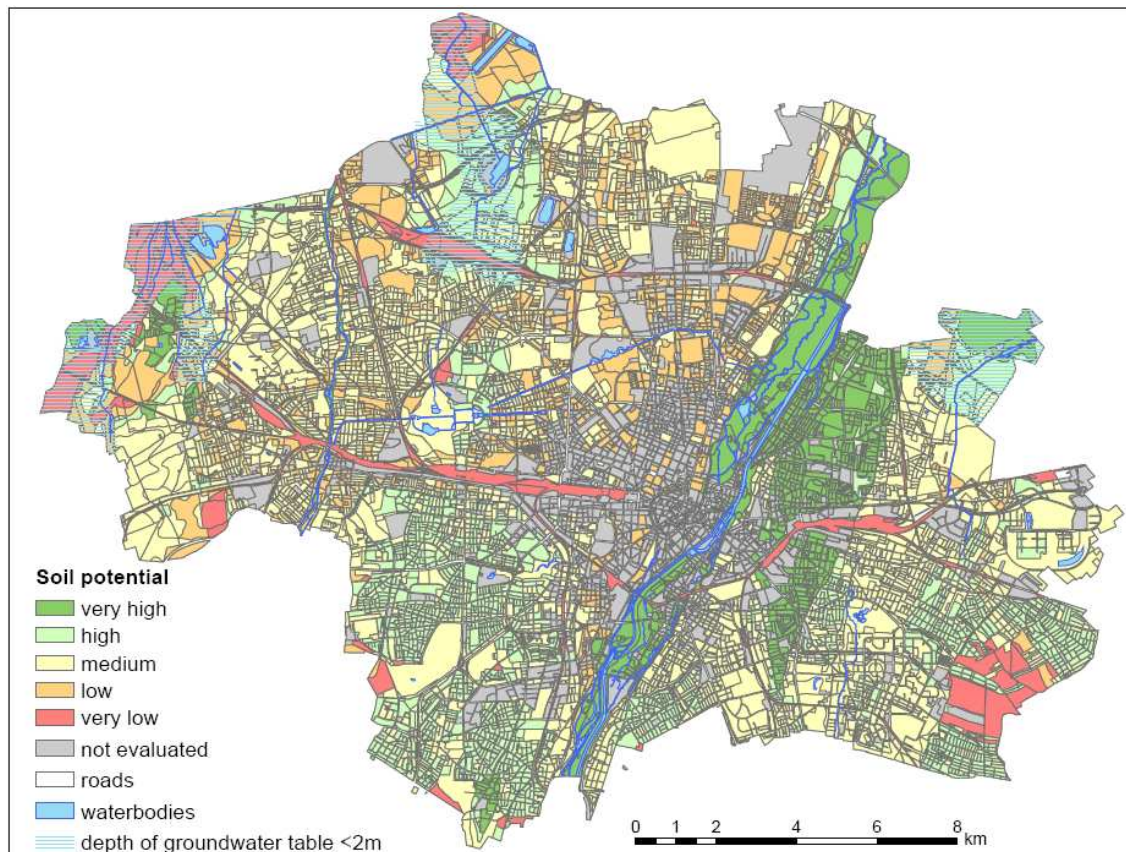 Soil potential
very high
high
medium
low
very low
not evaluated
roads
waterbodies
depth of groundwater table <2m
0 1 2 4 6 8
km